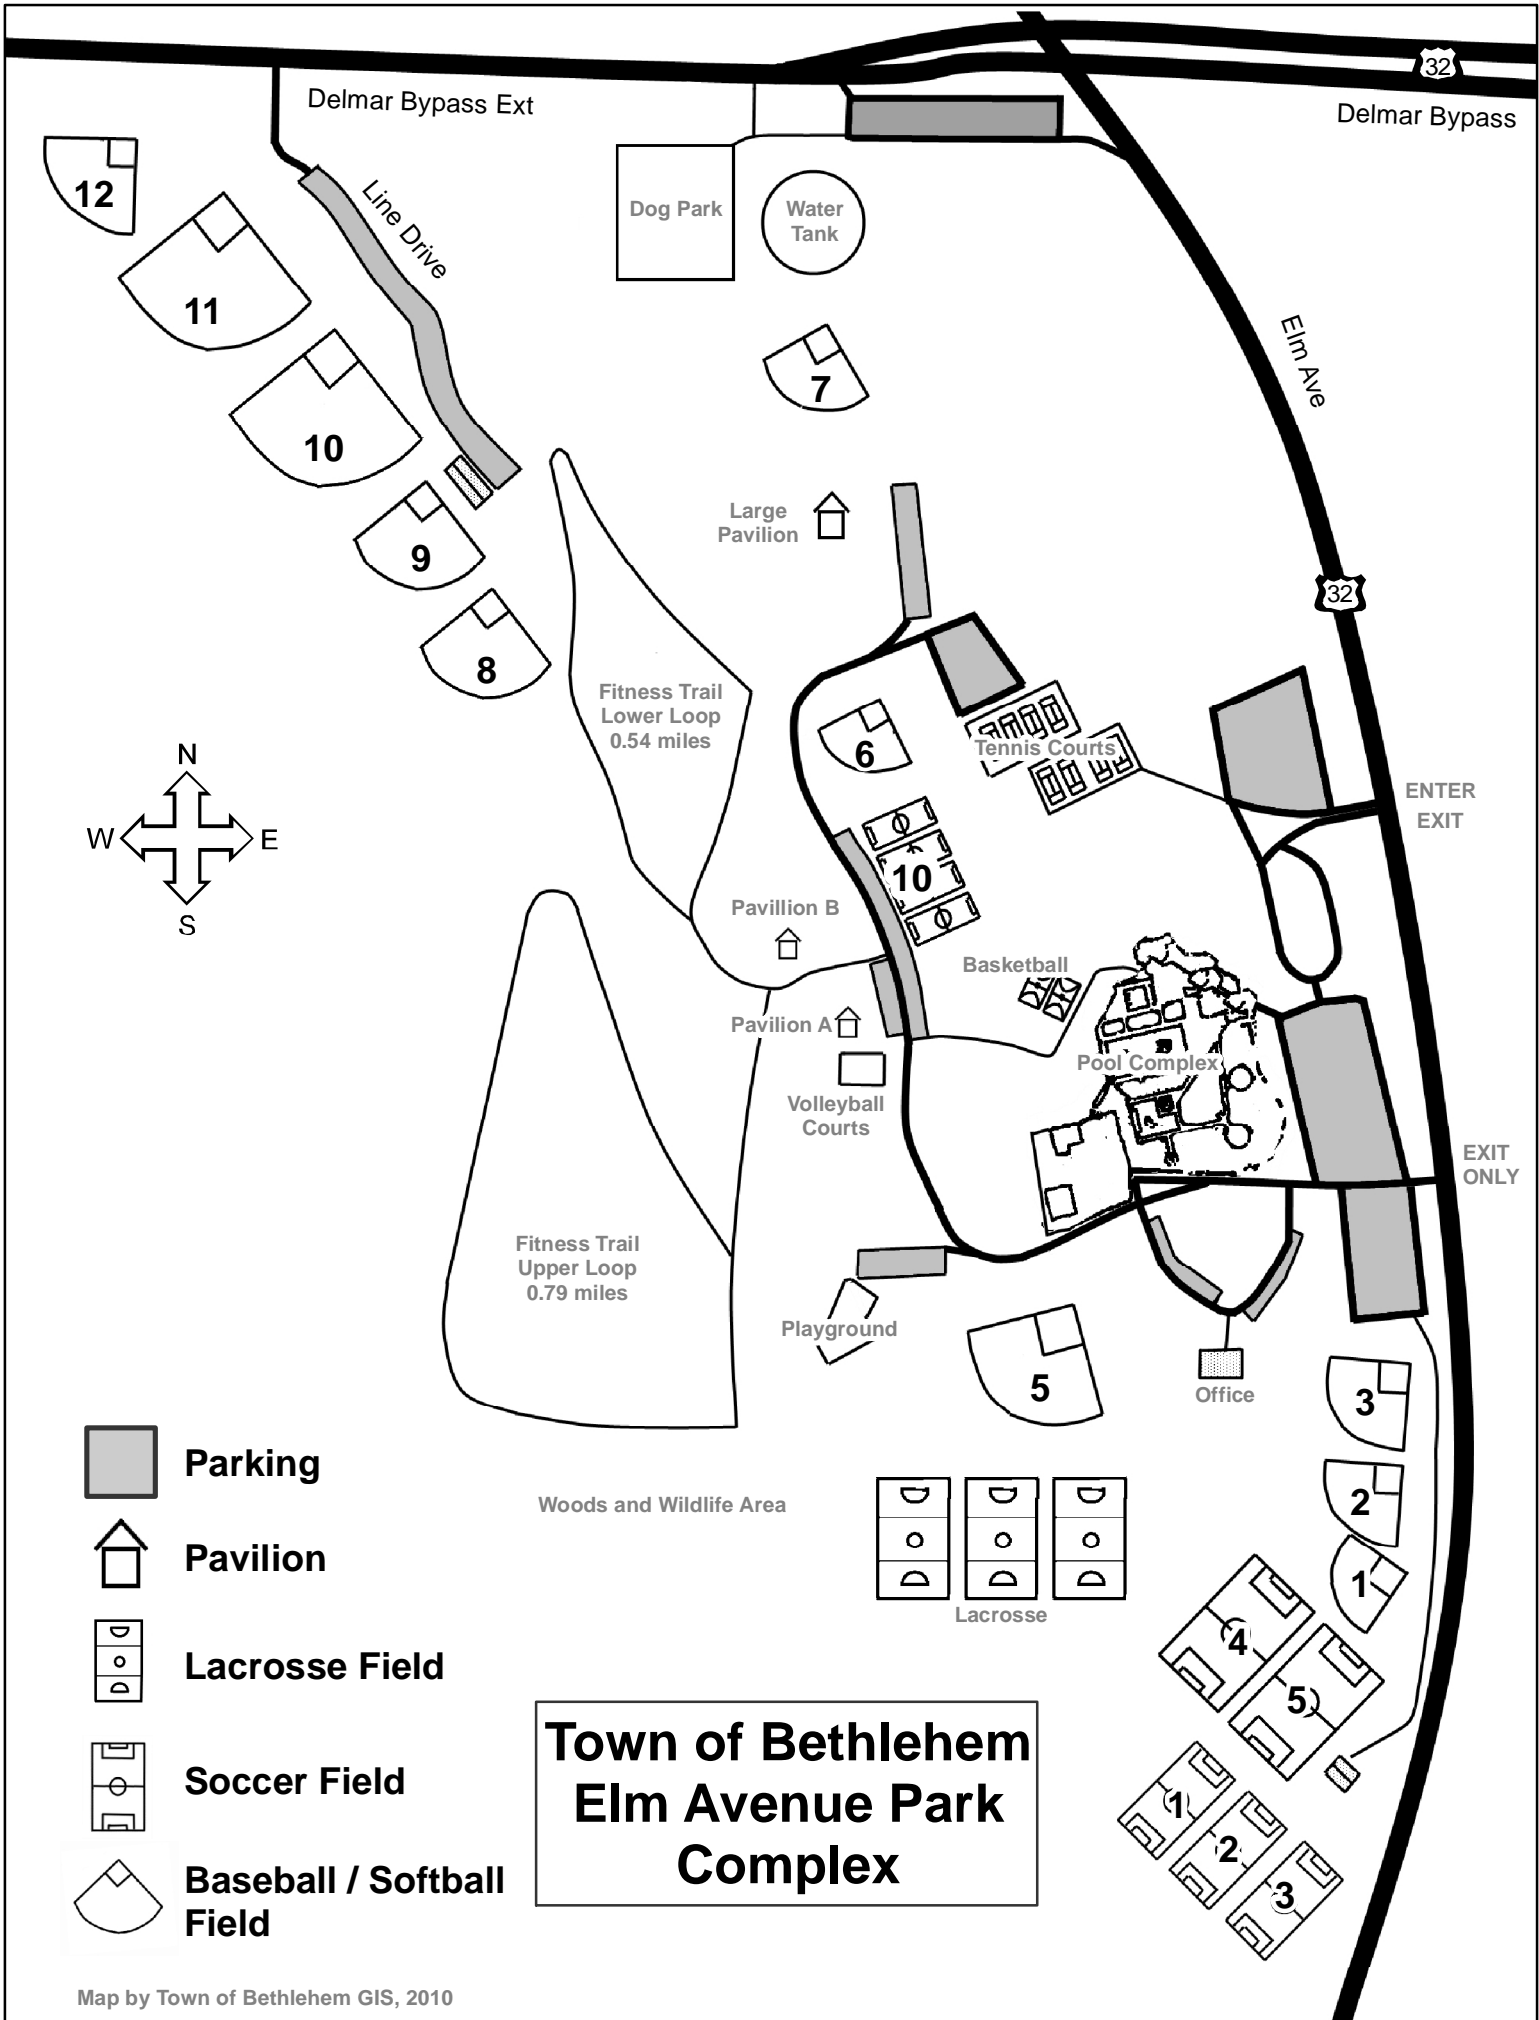 32
Delmar Bypass Ext
Delmar Bypass
12
Line Drive
Dog Park
Water
Tank
11
Elm Ave
7
10
Large
Pavilion
9
32
8
Fitness Trail
Lower Loop
0.54 miles
6
Tennis Courts
N
W
E
S
ENTER
EXIT
10
Pavillion B
Basketball
Pavilion A
Pool Complex
Volleyball
Courts
EXIT
ONLY
Fitness Trail
Upper Loop
0.79 miles
Playground
5
Office
3
Parking
Woods and Wildlife Area
2
Pavilion
1
Lacrosse
4
Lacrosse Field
5
Town of Bethlehem
Elm Avenue Park
Complex
Soccer Field
1
2
3
Baseball / Softball
Field
Map by Town of Bethlehem GIS, 2010